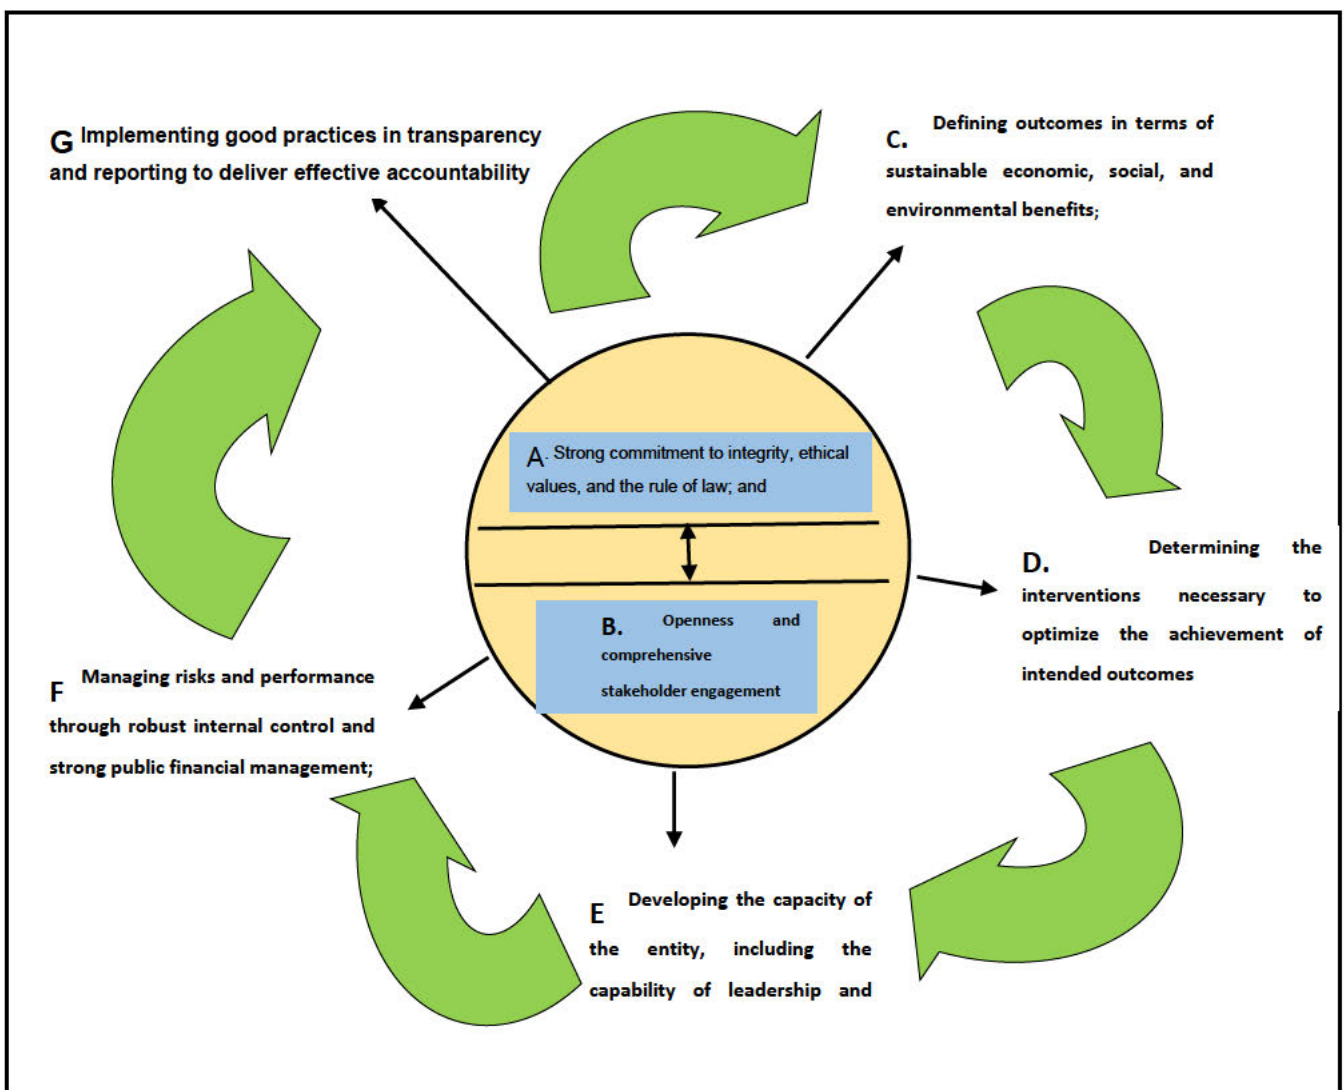 G Implementing good practices in transparency
and reporting to deliver effective accountability
C. Defining outcomes in terms of
sustainable economic, social, and
environmental benefits;
A. Strong commitment to integrity, ethical
values, and the rule of law; and
B. Openness and
comprehensive
stakeholder engagement
D. Determining the
interventions necessary to
optimize the achievement of
intended outcomes
E Developing the capacity of
the entity, including the
capability of leadership and
F Managing risks and performance
through robust internal control and
strong public financial management;